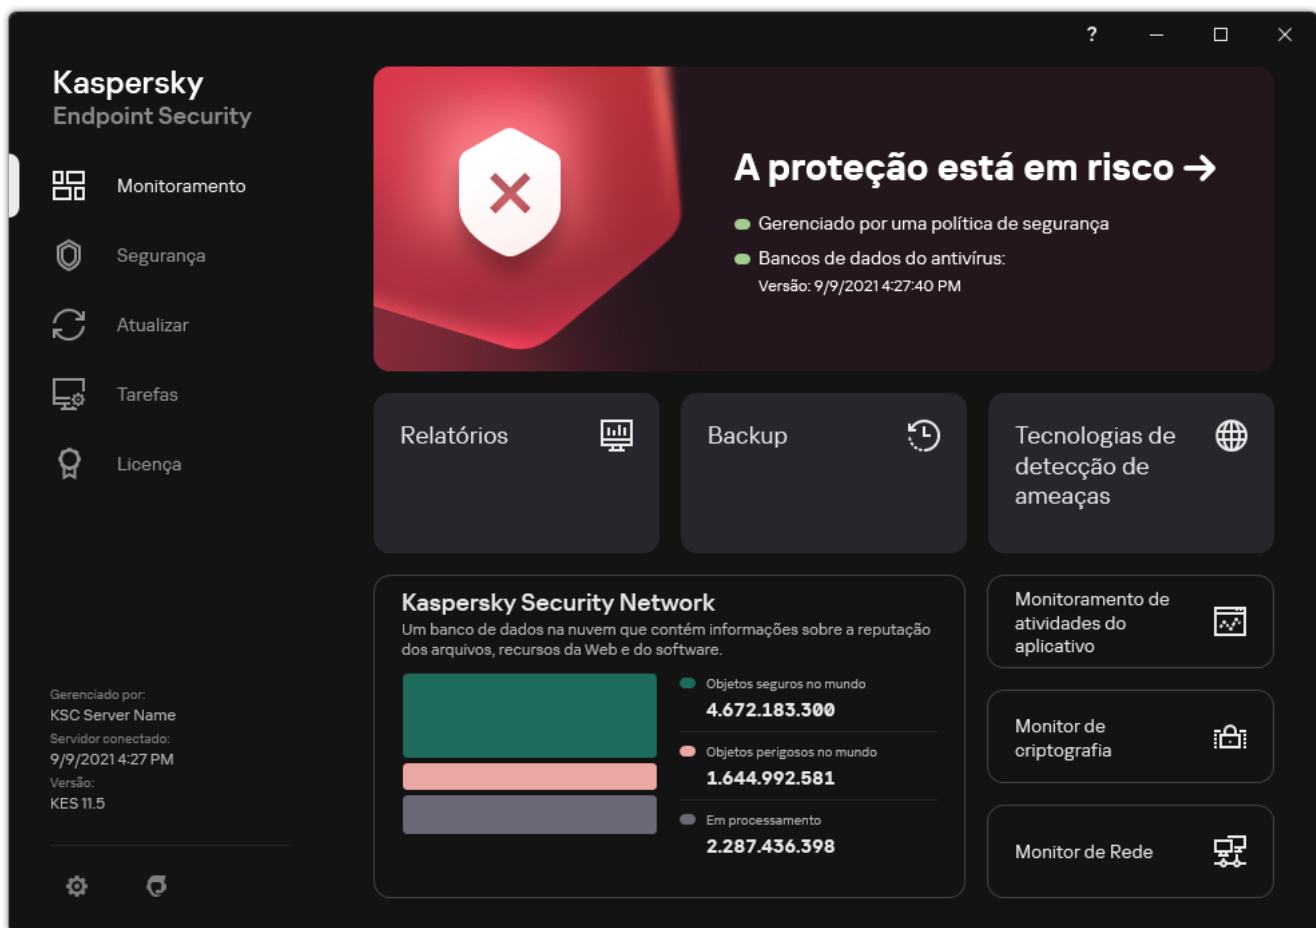 ?
Kaspersky
Endpoint Security
Monitoramento
Segurança
Atualizar
Tarefas
Licença
Gerenciado por:
KSC Server Name
Servidor conectado:
9/9/2021 4:27 PM
Versão:
KES 11.5
A proteção está em risco →
Gerenciado por uma política de segurança
Bancos de dados do antivírus:
Versão: 9/9/2021 4:27:40 PM
Relatórios
Backup
Tecnologias de
detecção de
ameaças
Kaspersky Security Network
Um banco de dados na nuvem que contém informações sobre a reputação
dos arquivos, recursos da Web e do software.
Objetos seguros no mundo
4.672.183.300
Objetos perigosos no mundo
1.644.992.581
Em processamento
2.287.436.398
Monitoramento de
atividades do
aplicativo
Monitor de
criptografia
Monitor de Rede